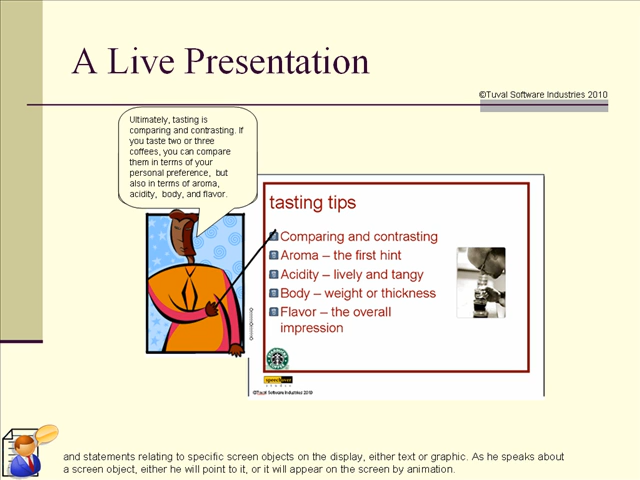 A Live Presentation
©Tuval Software Industries 2010
Ultimately, tasting is
comparing and contrasting. If
you taste two or three
coffees, you can compare
them in terms of your
personal preference, but
also in terms of aroma,
acidity, body, and flavor.
tasting tips
Comparing and contrasting
Aroma – the first hint
Acidity – lively and tangy
Body – weight or thickness
Flavor – the overall
impression
speechover
©Tuval Software Industries 2010
and statements relating to specific screen objects on the display, either text or graphic. As he speaks about
a screen object, either he will point to it, or it will appear on the screen by animation.